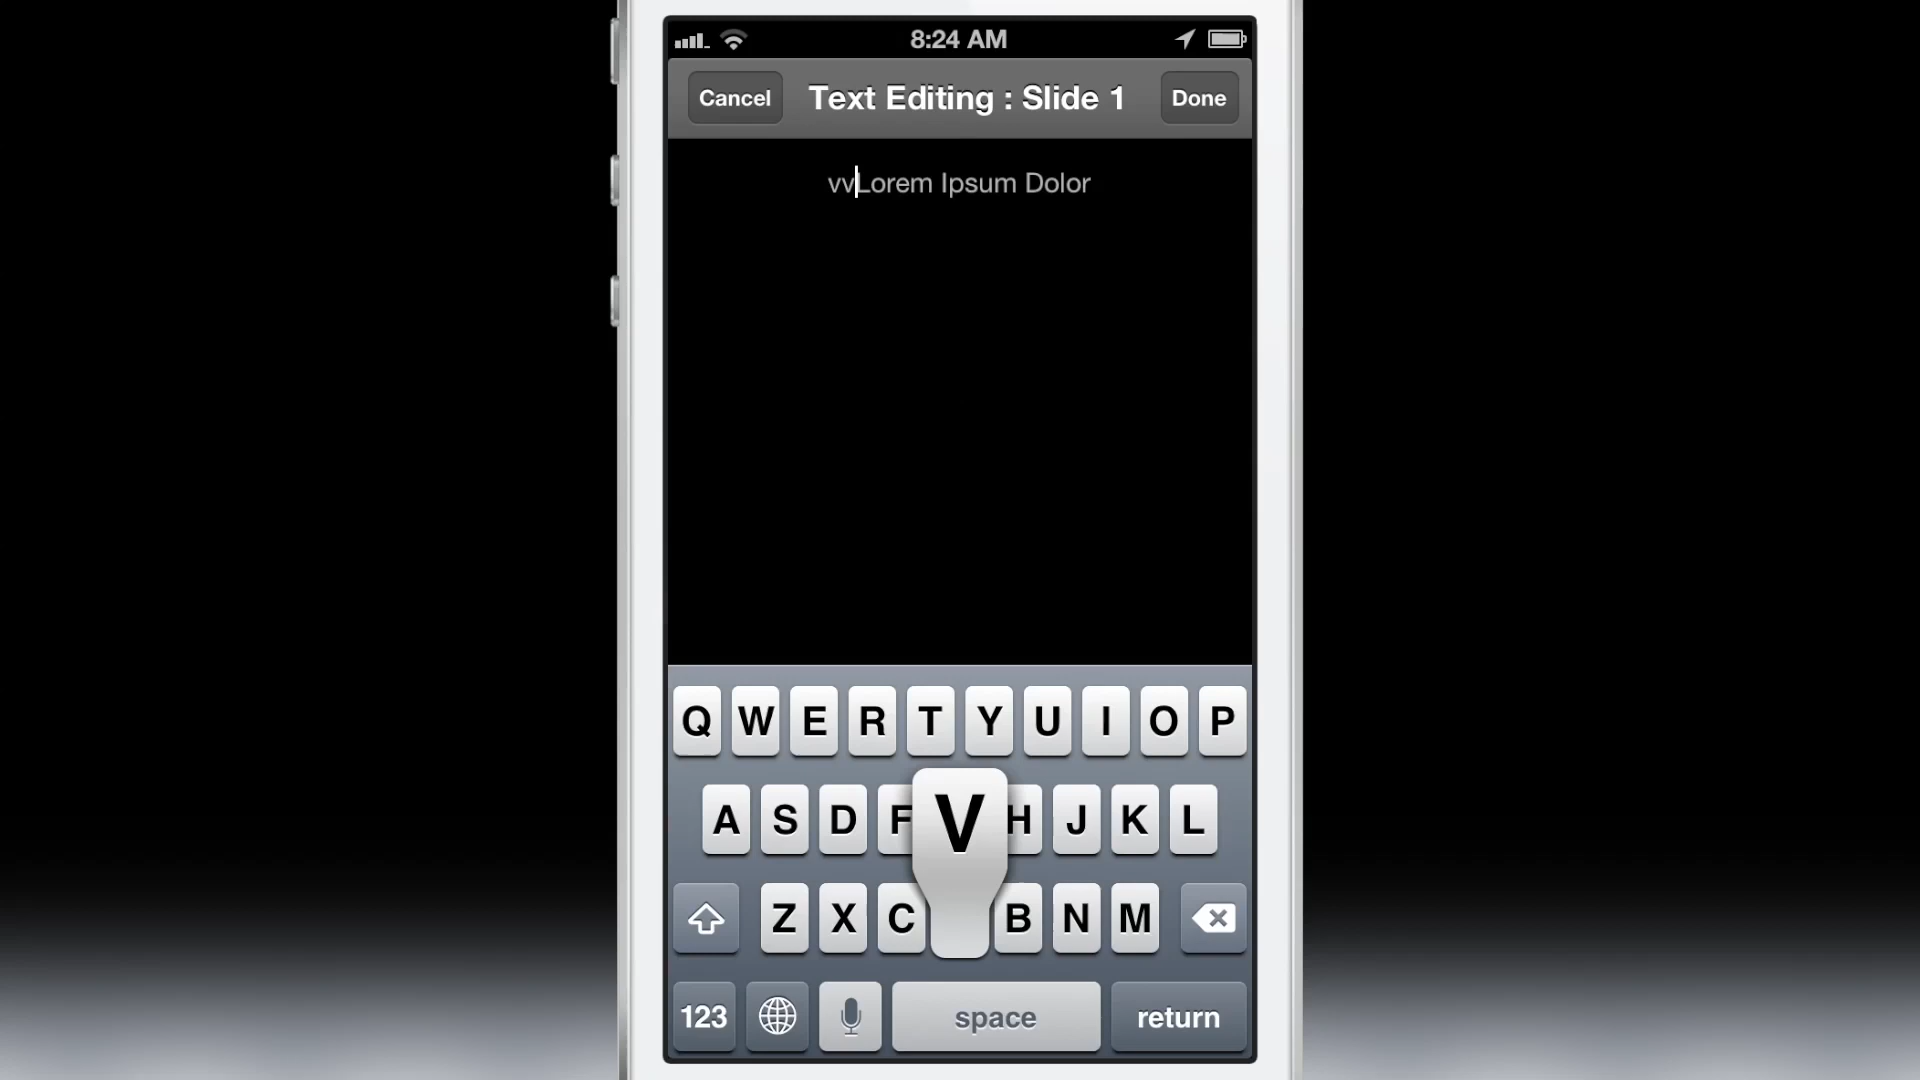 8:24 AM
Cancel Text Editing : Slide 1 Done
vvLorem Ipsum Dolor
Q W E R T Y U I O P
A S D F V H J K L
Z X C B N M
123 space return